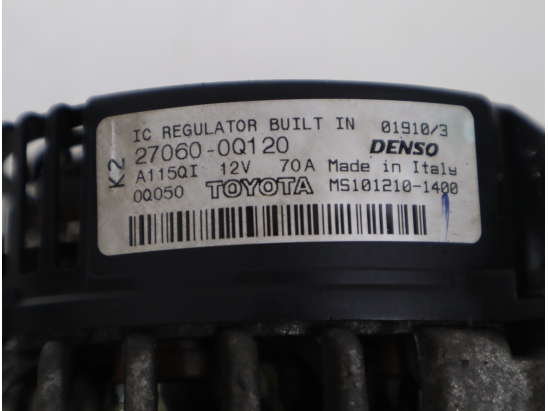 IC REGULATOR BUILT IN 01910/3
K2 27060-0Q120 DENSO
A115QI 12V 70A Made in Italy
0Q050 TOYOTA MS101210-1400